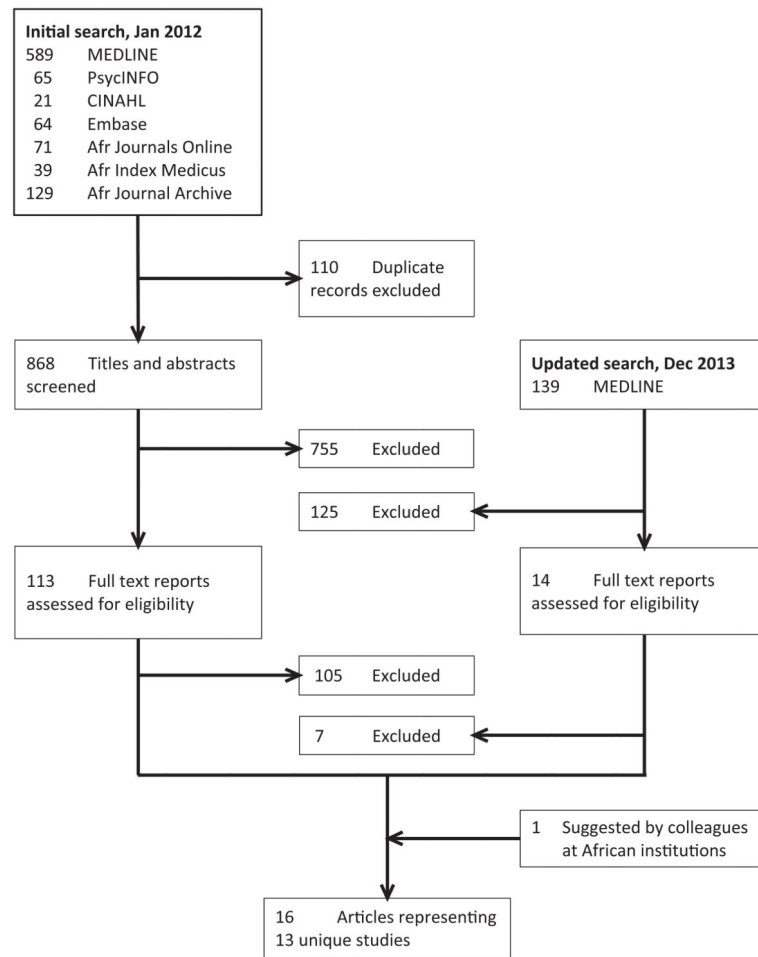 Initial search, Jan 2012
589 MEDLINE
65 PsycINFO
21 CINAHL
64 Embase
71 Afr Journals Online
39 Afr Index Medicus
129 Afr Journal Archive
110 Duplicate
records excluded
868 Titles and abstracts
screened
Updated search, Dec 2013
139 MEDLINE
755 Excluded
125 Excluded
113 Full text reports
assessed for eligibility
14 Full text reports
assessed for eligibility
105 Excluded
7 Excluded
1 Suggested by colleagues
at African institutions
16 Articles representing
13 unique studies